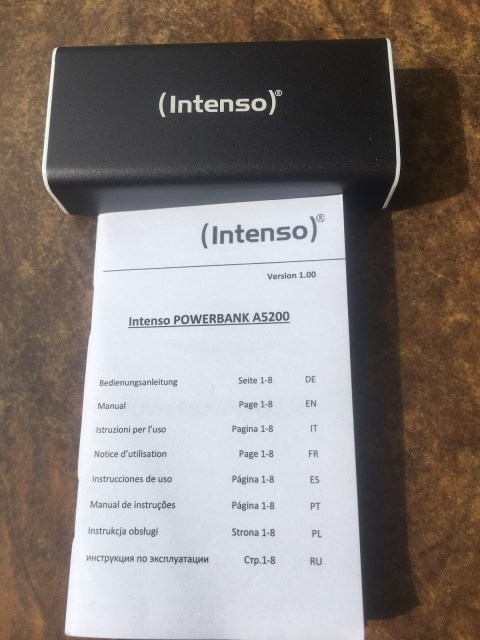 (Intenso)®
(Intenso)®
Version 1.00
Intenso POWERBANK A5200
Bedienungsanleitung Seite 1-8 DE
Manual Page 1-8 EN
Istruzioni per l'uso Pagina 1-8 IT
Notice d'utilisation Page 1-8 FR
Instrucciones de uso Página 1-8 ES
Manual de instruções Página 1-8 PT
Instrukcja obsługi Strona 1-8 PL
инструкция по эксплуатации Стр.1-8 RU